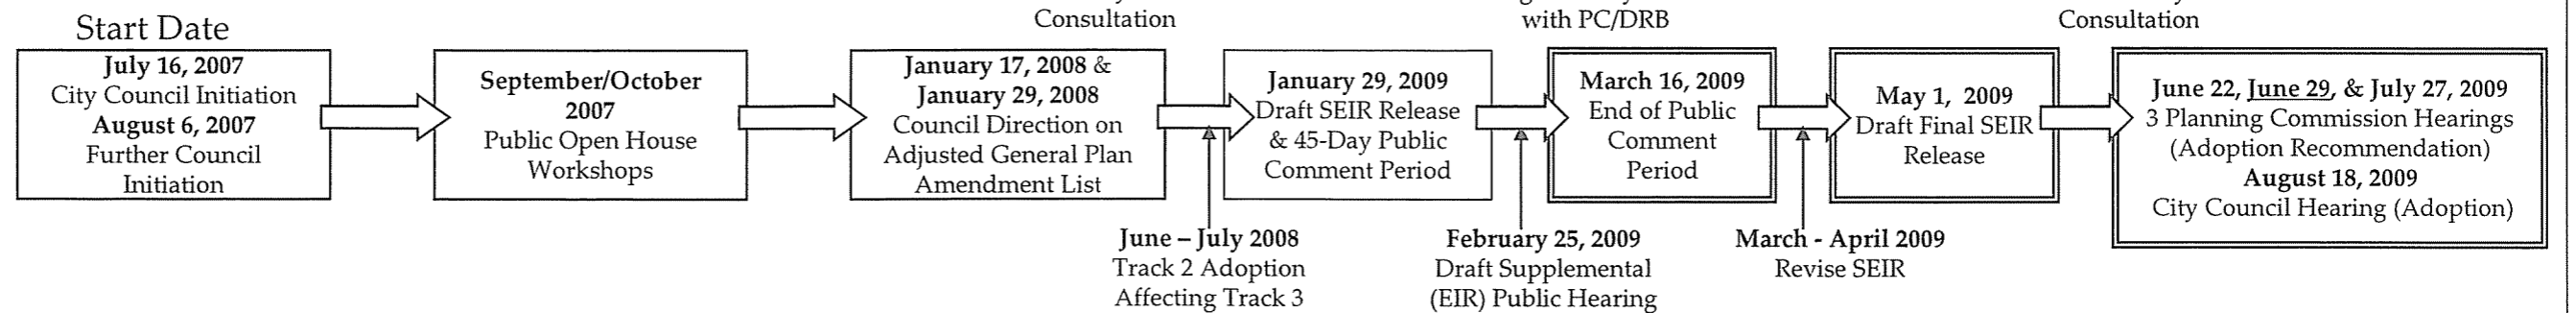 Consultation
with PC/DRB
Consultation
Start Date
July 16, 2007
City Council Initiation
August 6, 2007
Further Council
Initiation
September/October
2007
Public Open House
Workshops
January 17, 2008 &
January 29, 2008
Council Direction on
Adjusted General Plan
Amendment List
January 29, 2009
Draft SEIR Release
& 45-Day Public
Comment Period
March 16, 2009
End of Public
Comment
Period
May 1, 2009
Draft Final SEIR
Release
June 22, June 29, & July 27, 2009
3 Planning Commission Hearings
(Adoption Recommendation)
August 18, 2009
City Council Hearing (Adoption)
June – July 2008
Track 2 Adoption
Affecting Track 3
February 25, 2009
Draft Supplemental
(EIR) Public Hearing
March - April 2009
Revise SEIR